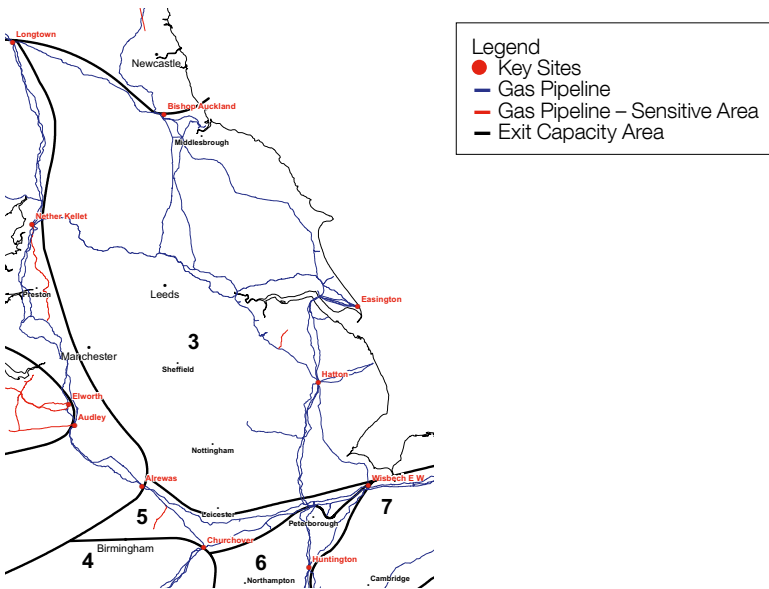 Longtown
Newcastle
Bishop Auckland
Middlesbrough
Nether Kellet
Preston
Leeds
Easington
3
Manchester
Sheffield
Hatton
Elworth
Audley
Nottingham
Alrewas
Wisbech E W
Leicester
5
7
Peterborough
Churchover
Birmingham
4
6
Huntington
Northampton
Cambridge
Legend
Key Sites
Gas Pipeline
Gas Pipeline – Sensitive Area
Exit Capacity Area